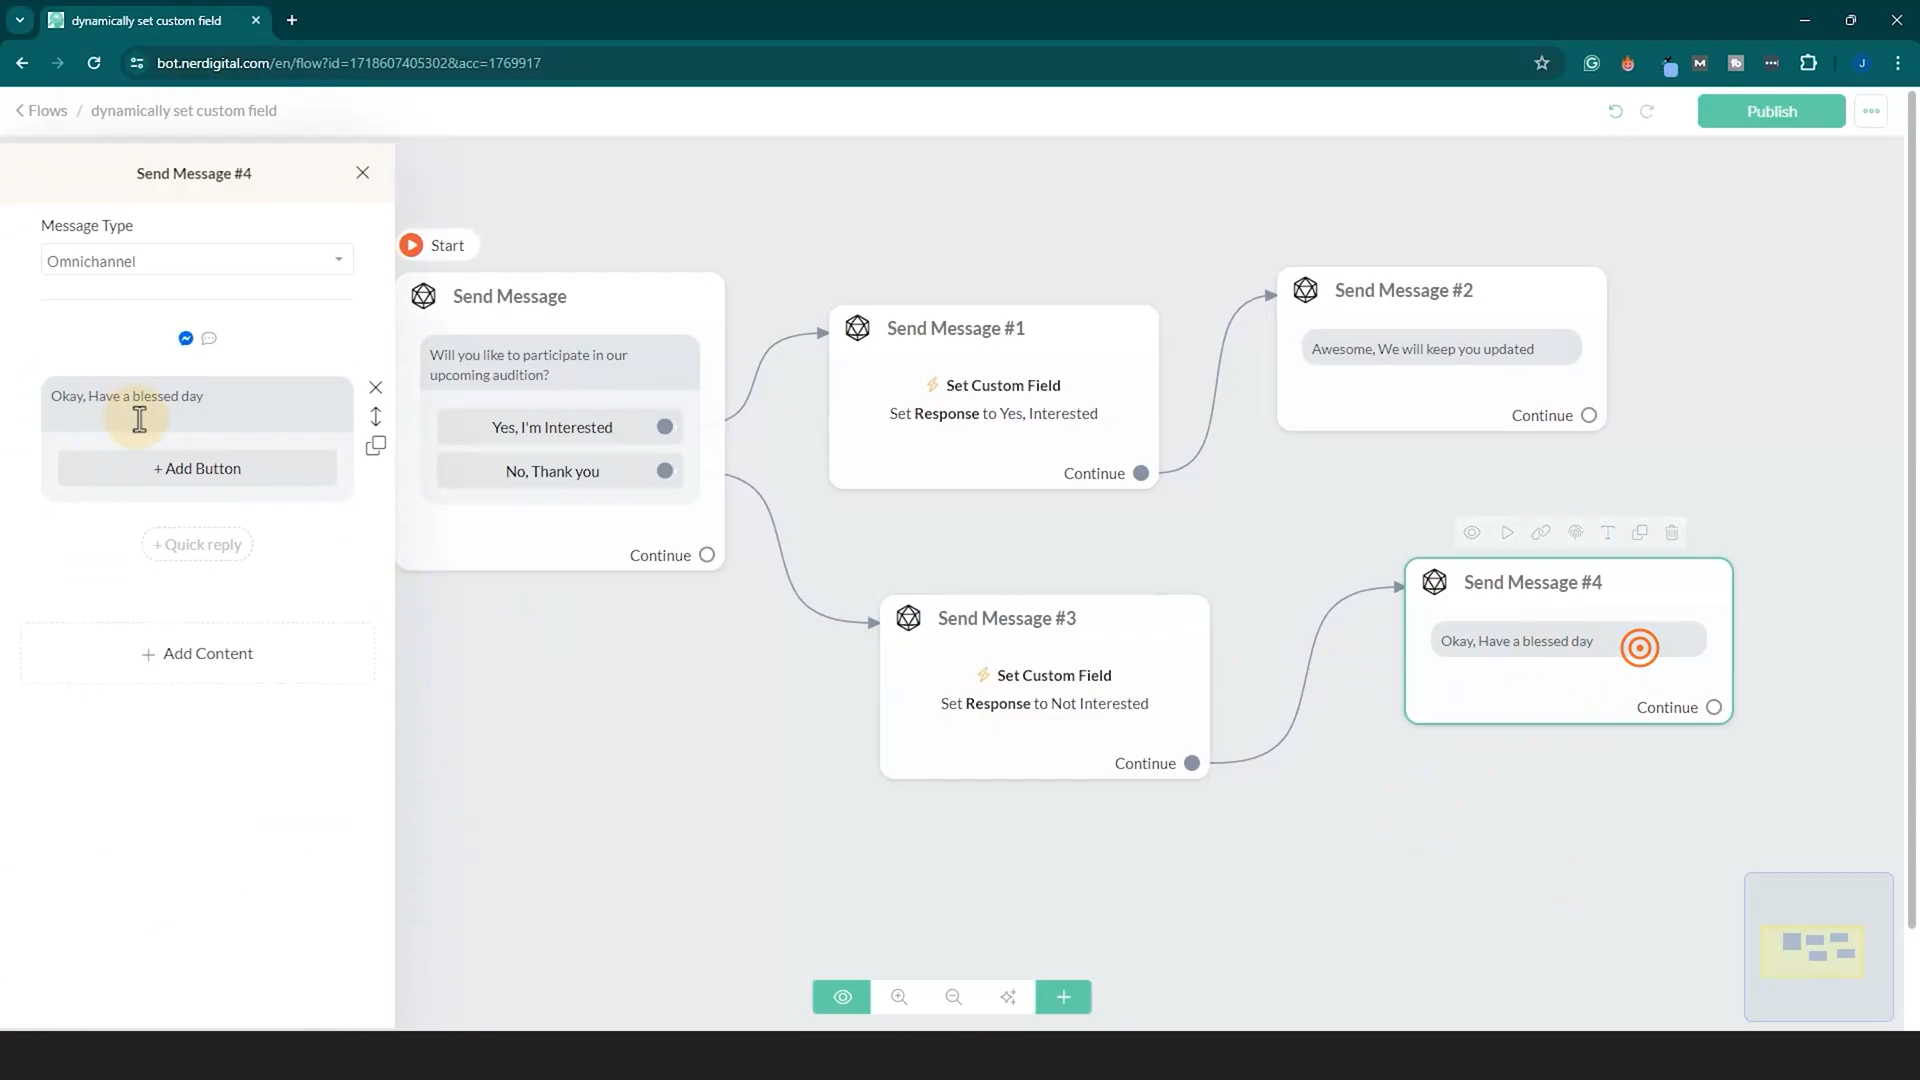 dynamically set custom field
bot.nerdigital.com/en/flow?id=1718607405302&acc=1769917
J
Flows / dynamically set custom field
Publish
Send Message #4
Message Type
Omnichannel
Okay, Have a blessed day
+ Add Button
+ Quick reply
+ Add Content
Start
Send Message
Will you like to participate in our
upcoming audition?
Yes, I'm Interested
No, Thank you
Continue
Send Message #1
Set Custom Field
Set Response to Yes, Interested
Continue
Send Message #2
Awesome, We will keep you updated
Continue
Send Message #3
Set Custom Field
Set Response to Not Interested
Continue
Send Message #4
Okay, Have a blessed day
Continue